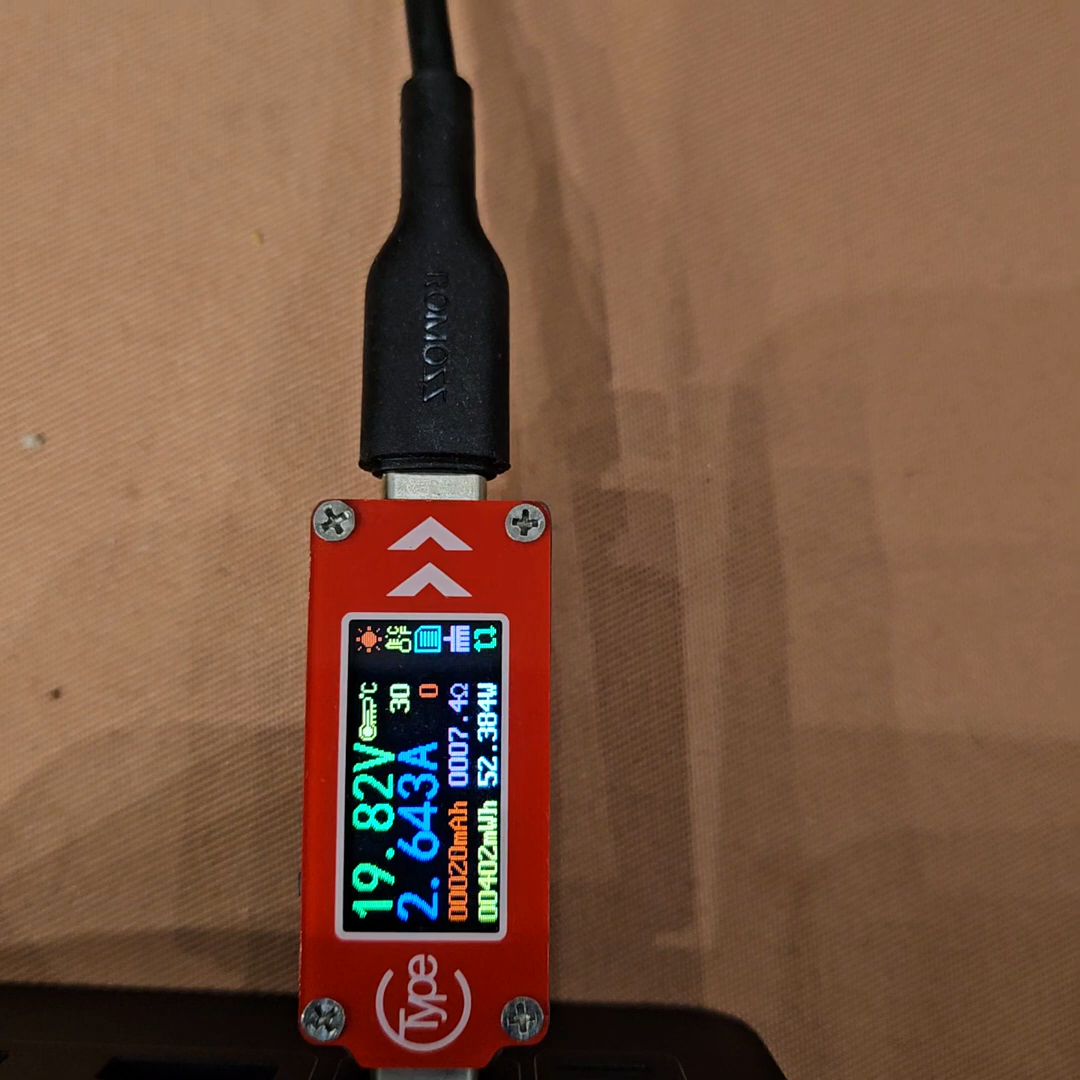 ROMOSS
19.82V
℃
2.643A
30
0
00020mAh
0007.4Ω
00402mWh
52.384W
Type